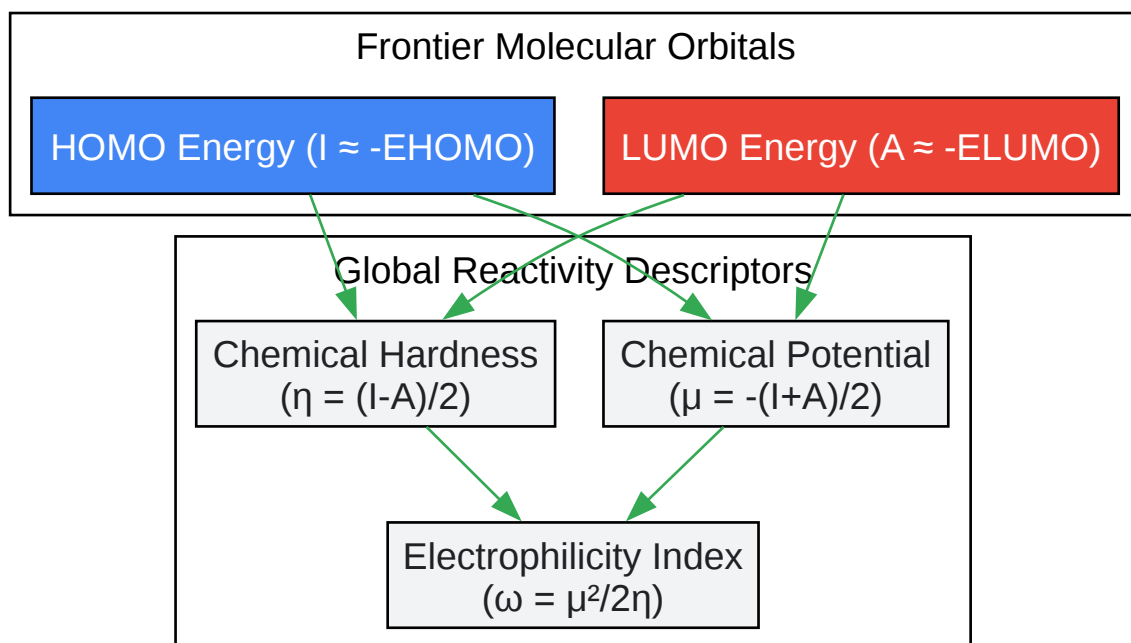 Frontier Molecular Orbitals
HOMO Energy (I ≈ -EHOMO)
LUMO Energy (A ≈ -ELUMO)
Global Reactivity Descriptors
Chemical Hardness
(η = (I-A)/2)
Chemical Potential
(μ = -(I+A)/2)
Electrophilicity Index
(ω = μ²/2η)